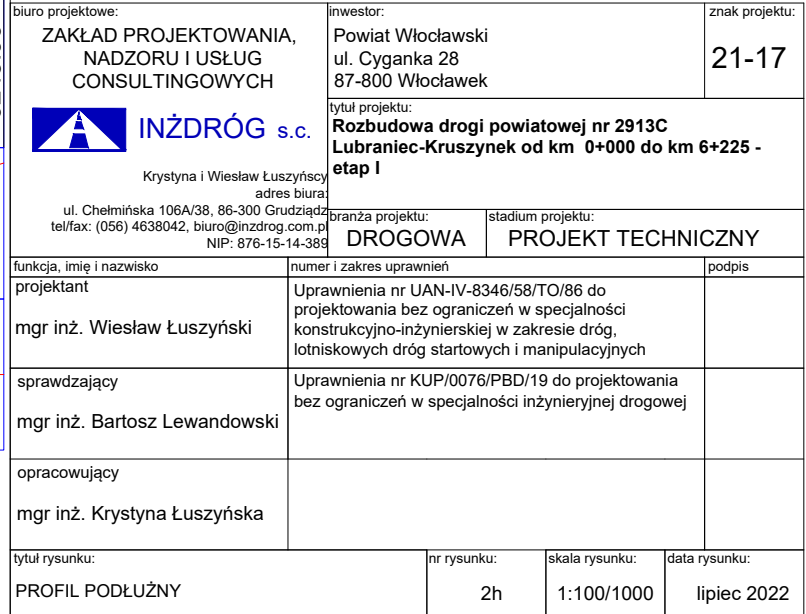 biuro projektowe:
ZAKŁAD PROJEKTOWANIA,
NADZORU I USŁUG
CONSULTINGOWYCH
INŻDRÓG s.c.
Krystyna i Wiesław Łuszyńscy
adres biura:
ul. Chełmińska 106A/38, 86-300 Grudziądz
tel/fax: (056) 4638042, biuro@inzdrog.com.pl
NIP: 876-15-14-389
inwestor:
Powiat Włocławski
ul. Cyganka 28
87-800 Włocławek
znak projektu:
21-17
tytuł projektu:
Rozbudowa drogi powiatowej nr 2913C
Lubraniec-Kruszynek od km 0+000 do km 6+225 -
etap I
branża projektu:
DROGOWA
stadium projektu:
PROJEKT TECHNICZNY
funkcja, imię i nazwisko
numer i zakres uprawnień
podpis
projektant
mgr inż. Wiesław Łuszyński
Uprawnienia nr UAN-IV-8346/58/TO/86 do
projektowania bez ograniczeń w specjalności
konstrukcyjno-inżynierskiej w zakresie dróg,
lotniskowych dróg startowych i manipulacyjnych
sprawdzający
mgr inż. Bartosz Lewandowski
Uprawnienia nr KUP/0076/PBD/19 do projektowania
bez ograniczeń w specjalności inżynieryjnej drogowej
opracowujący
mgr inż. Krystyna Łuszyńska
tytuł rysunku:
PROFIL PODŁUŻNY
nr rysunku:
2h
skala rysunku:
1:100/1000
data rysunku:
lipiec 2022